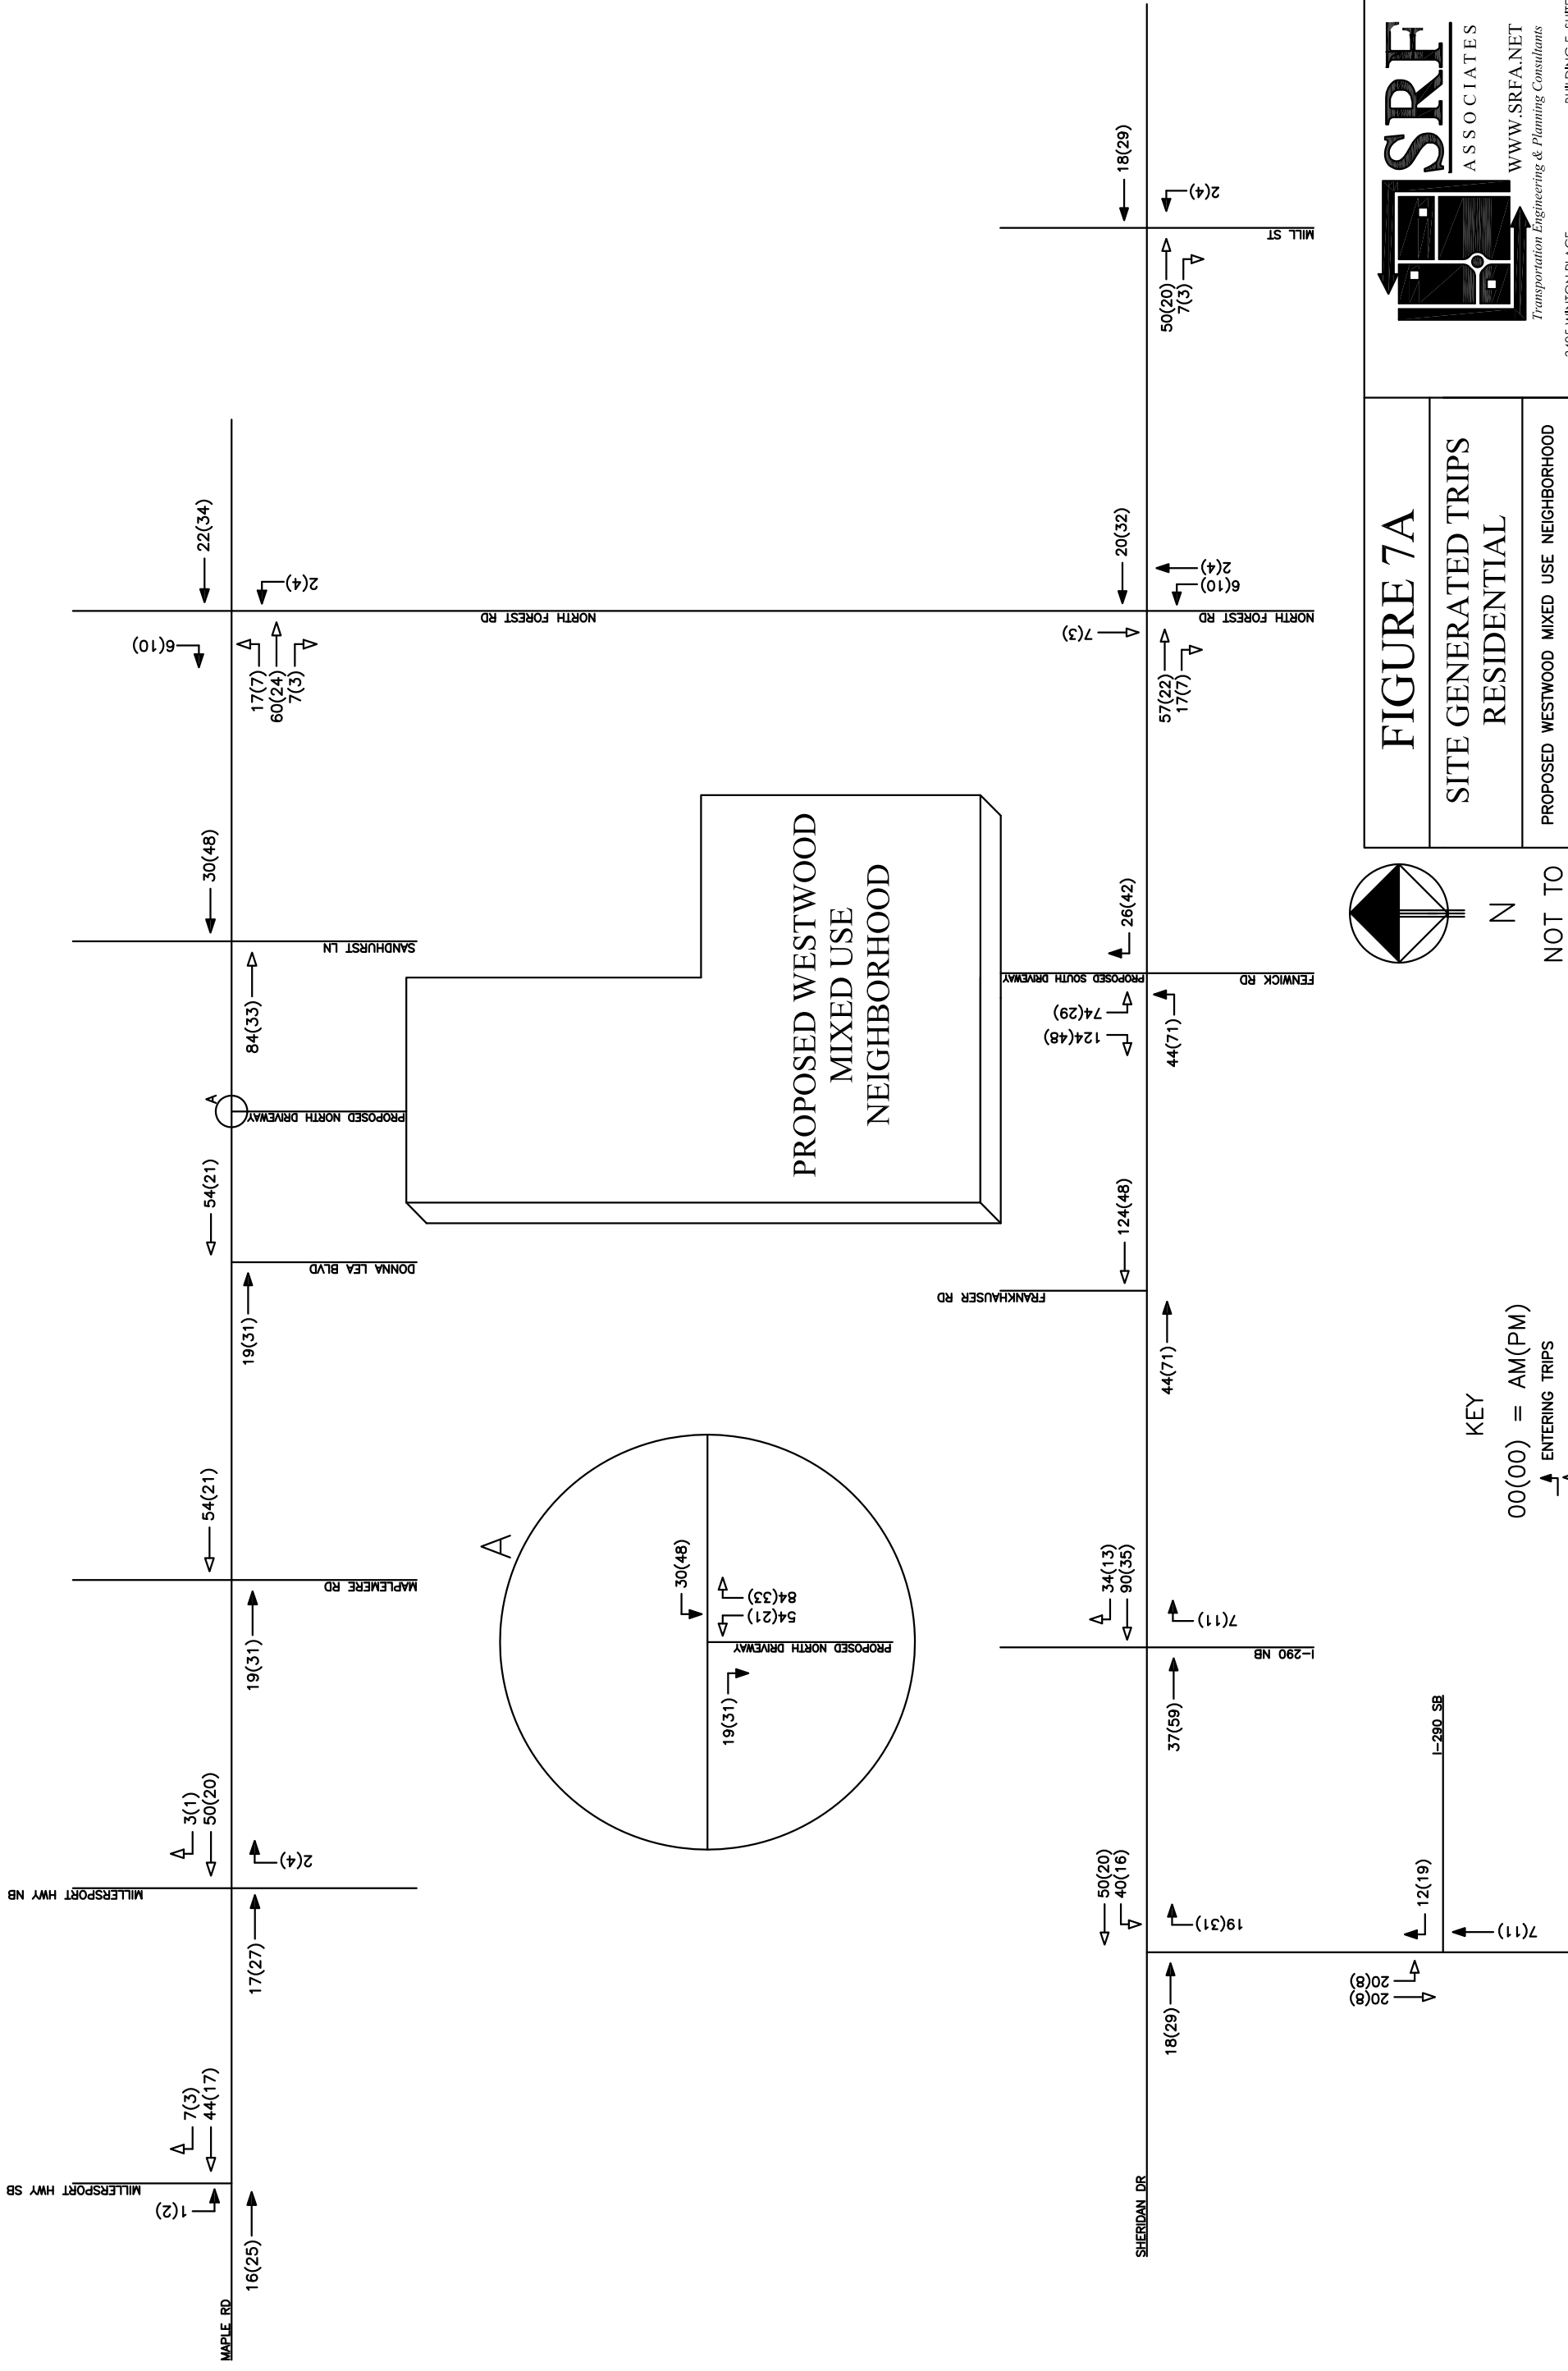 MAPLE RD
MILLERSPORT HWY SB
1(2)
16(25)
7(3)
44(17)
MILLERSPORT HWY NB
17(27)
2(4)
3(1)
50(20)
MAPLEMERE RD
19(31)
54(21)
DONNA LEA BLVD
19(31)
54(21)
A
PROPOSED NORTH DRIVEWAY
SANDHURST LN
84(33)
30(48)
NORTH FOREST RD
6(10)
17(7)
60(24)
7(3)
2(4)
22(34)
A
30(48)
54(21)
84(33)
19(31)
PROPOSED NORTH DRIVEWAY
PROPOSED WESTWOOD
MIXED USE
NEIGHBORHOOD
SHERIDAN DR
18(29)
50(20)
40(16)
19(31)
20(8)
20(8)
12(19)
7(11)
I-290 SB
I-290 NB
37(59)
7(11)
34(13)
90(35)
FRANKHAUSER RD
44(71)
124(48)
PROPOSED SOUTH DRIVEWAY
FENWICK RD
124(48)
74(29)
44(71)
26(42)
NORTH FOREST RD
7(3)
57(22)
17(7)
6(10)
2(4)
20(32)
MILL ST
50(20)
7(3)
2(4)
18(29)
KEY
00(00) = AM(PM)
ENTERING TRIPS
N
NOT TO
FIGURE 7A
SITE GENERATED TRIPS
RESIDENTIAL
PROPOSED WESTWOOD MIXED USE NEIGHBORHOOD
SRF
ASSOCIATES
WWW.SRFA.NET
Transportation Engineering & Planning Consultants